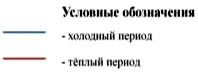 Условные обозначения
- холодный период
- тёплый период